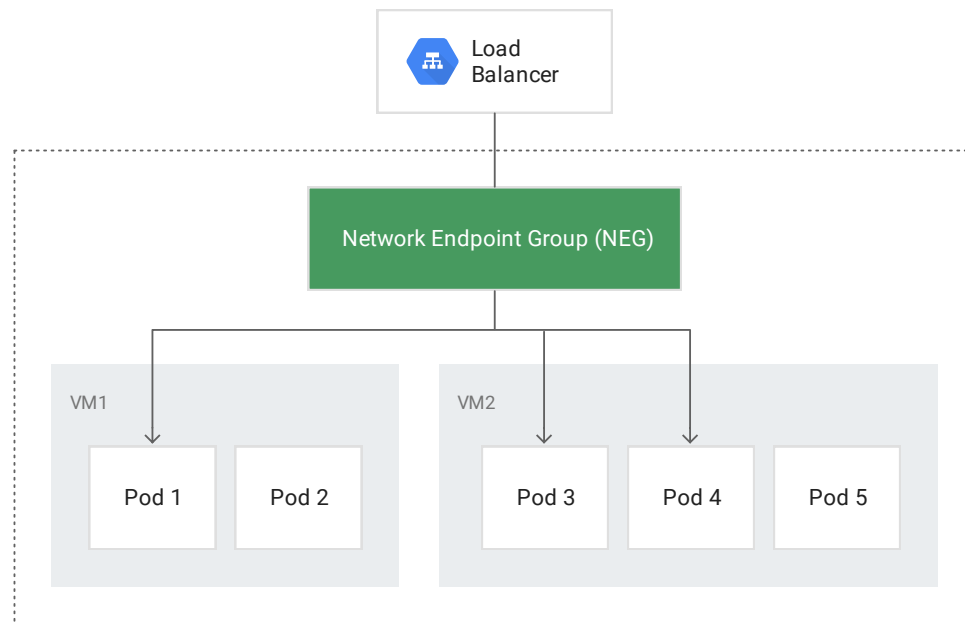 Load
Balancer
Network Endpoint Group (NEG)
VM1
VM2
Pod 1
Pod 2
Pod 3
Pod 4
Pod 5